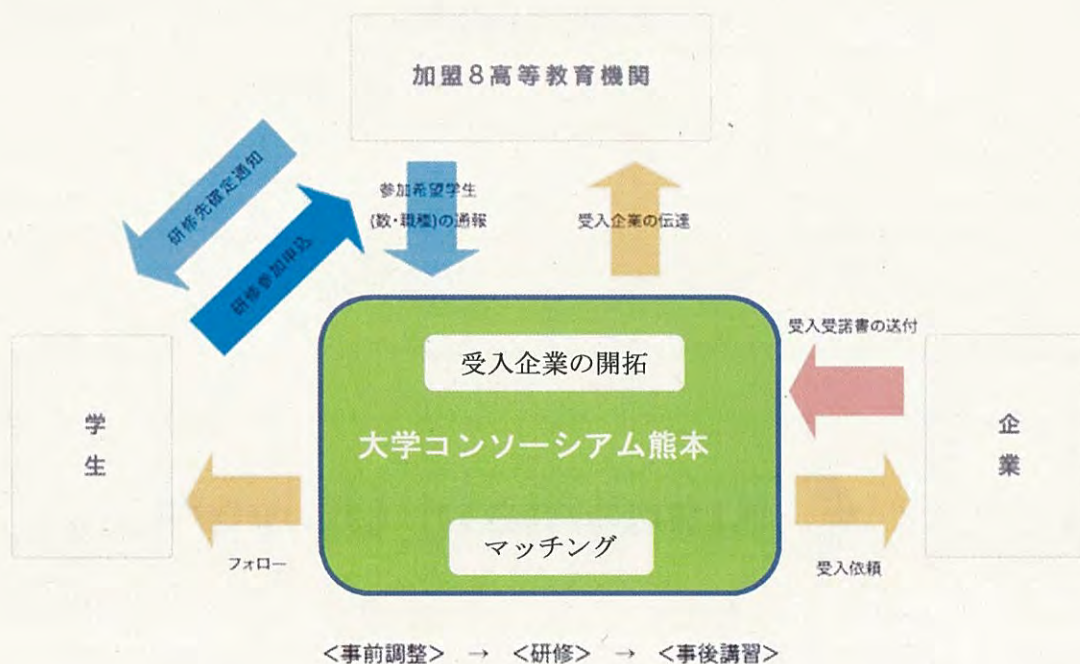 加盟8高等教育機関
研修先確定通知
研修参加申込
参加希望学生
(数・職種)の通報
受入企業の伝達
受入受諾書の送付
受入企業の開拓
大学コンソーシアム熊本
マッチング
学生
企業
フォロー
受入依頼
<事前調整> → <研修> → <事後講習>